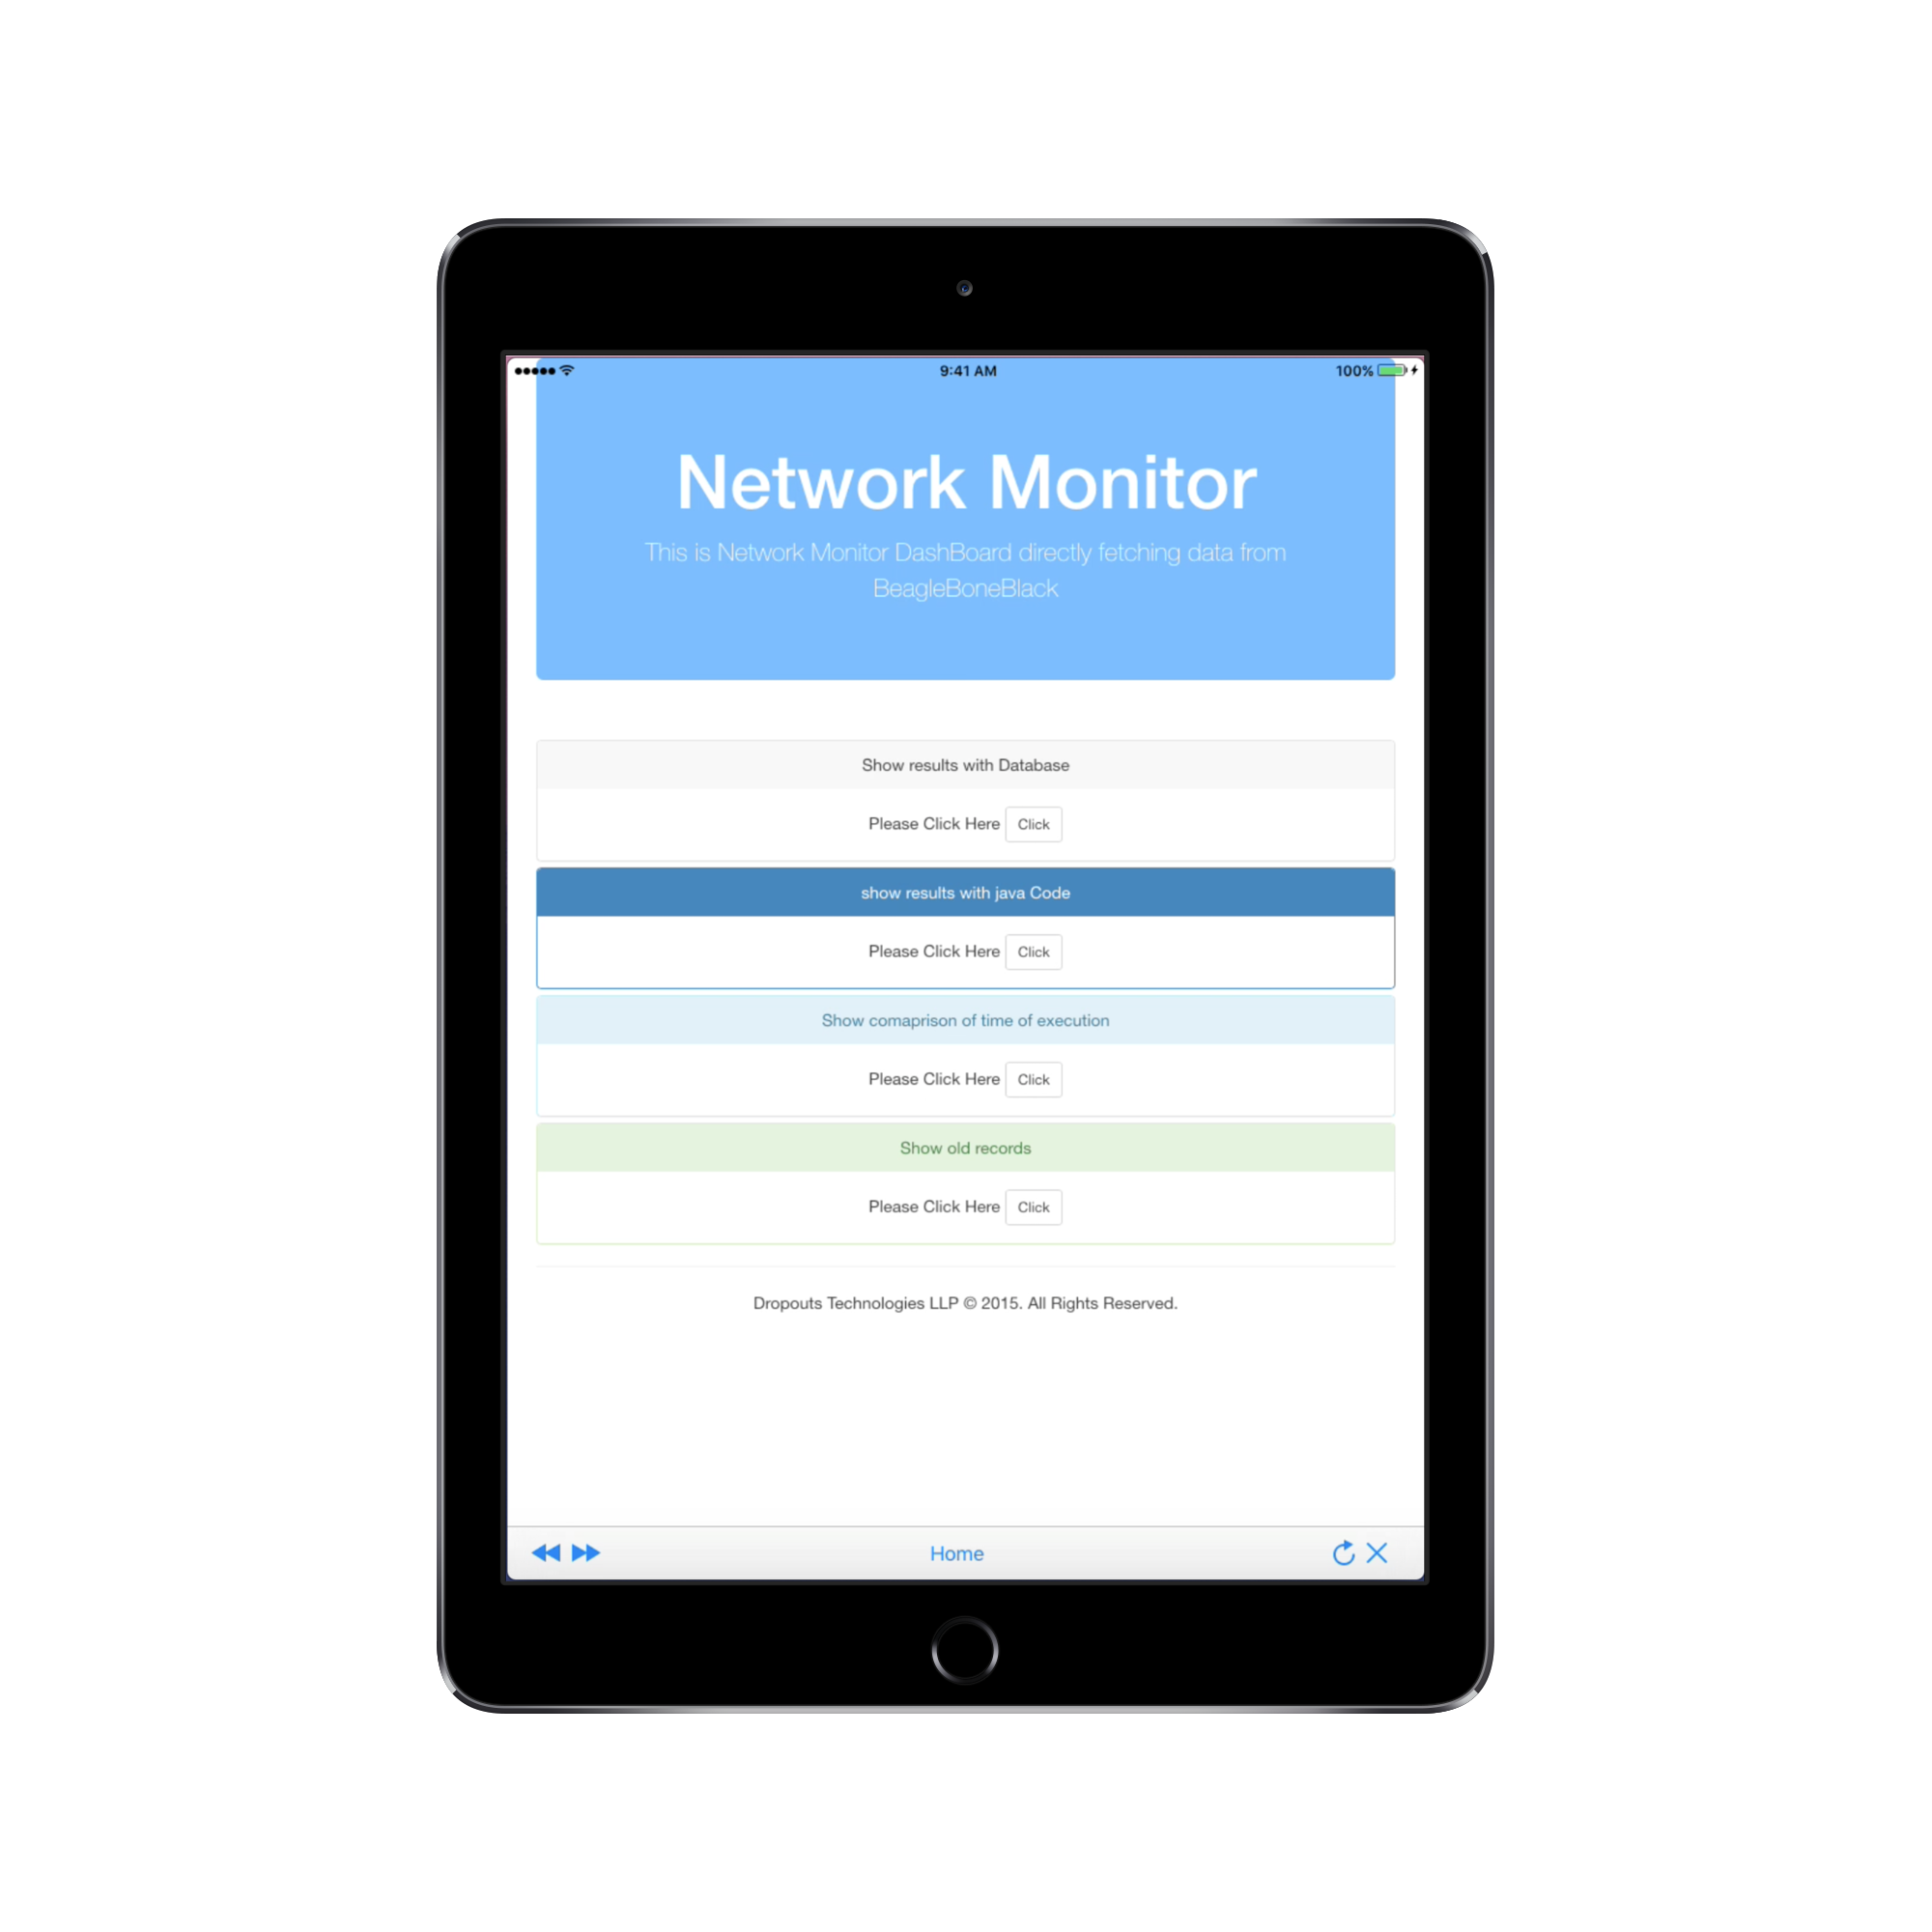 9:41 AM
100%
Network Monitor
This is Network Monitor DashBoard directly fetching data from
BeagleBoneBlack
Show results with Database
Please Click Here Click
show results with java Code
Please Click Here Click
Show comaprison of time of execution
Please Click Here Click
Show old records
Please Click Here Click
Dropouts Technologies LLP © 2015. All Rights Reserved.
Home